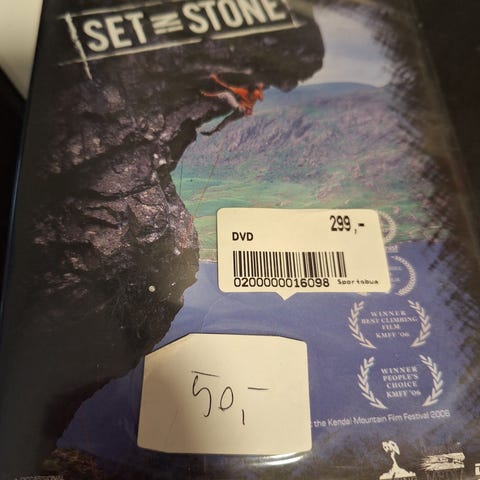 SET IN STONE
DVD 299,-
0200000016098 Sportsbua
WINNER
BEST CLIMBING
FILM
KMFF '06
WINNER
PEOPLE'S
CHOICE
KMFF '06
50,-
the Kendal Mountain Film Festival 2006